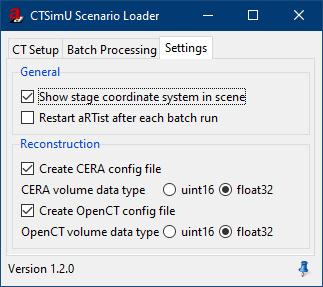 CTSimU Scenario Loader
CT Setup Batch Processing Settings
General
Show stage coordinate system in scene
Restart aRTist after each batch run
Reconstruction
Create CERA config file
CERA volume data type uint16 float32
Create OpenCT config file
OpenCT volume data type uint16 float32
Version 1.2.0